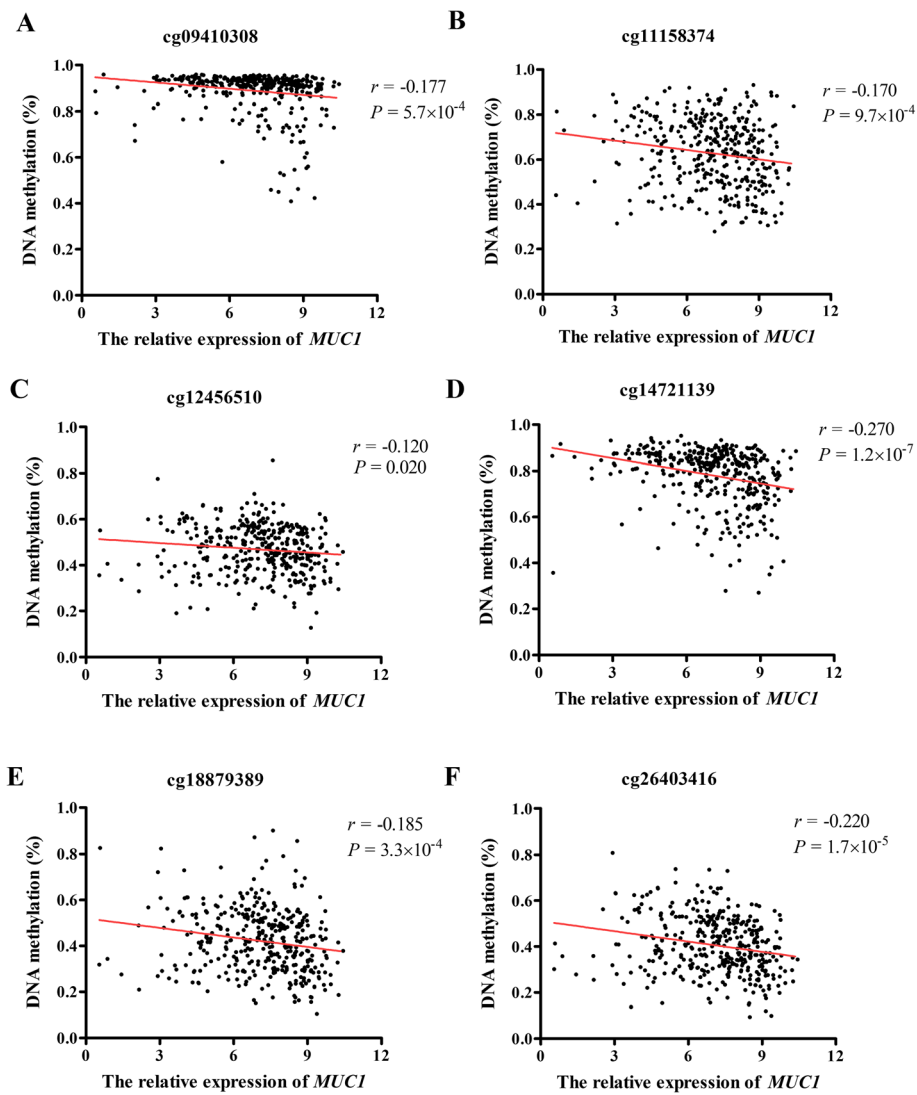 A
cg09410308
r = -0.177
P = 5.7×10-4
DNA methylation (%)
1.0
0.8
0.6
0.4
0.2
0.0
0
3
6
9
12
The relative expression of MUC1
B
cg11158374
r = -0.170
P = 9.7×10-4
DNA methylation (%)
1.0
0.8
0.6
0.4
0.2
0.0
0
3
6
9
12
The relative expression of MUC1
C
cg12456510
r = -0.120
P = 0.020
DNA methylation (%)
1.0
0.8
0.6
0.4
0.2
0.0
0
3
6
9
12
The relative expression of MUC1
D
cg14721139
r = -0.270
P = 1.2×10-7
DNA methylation (%)
1.0
0.8
0.6
0.4
0.2
0.0
0
3
6
9
12
The relative expression of MUC1
E
cg18879389
r = -0.185
P = 3.3×10-4
DNA methylation (%)
1.0
0.8
0.6
0.4
0.2
0.0
0
3
6
9
12
The relative expression of MUC1
F
cg26403416
r = -0.220
P = 1.7×10-5
DNA methylation (%)
1.0
0.8
0.6
0.4
0.2
0.0
0
3
6
9
12
The relative expression of MUC1